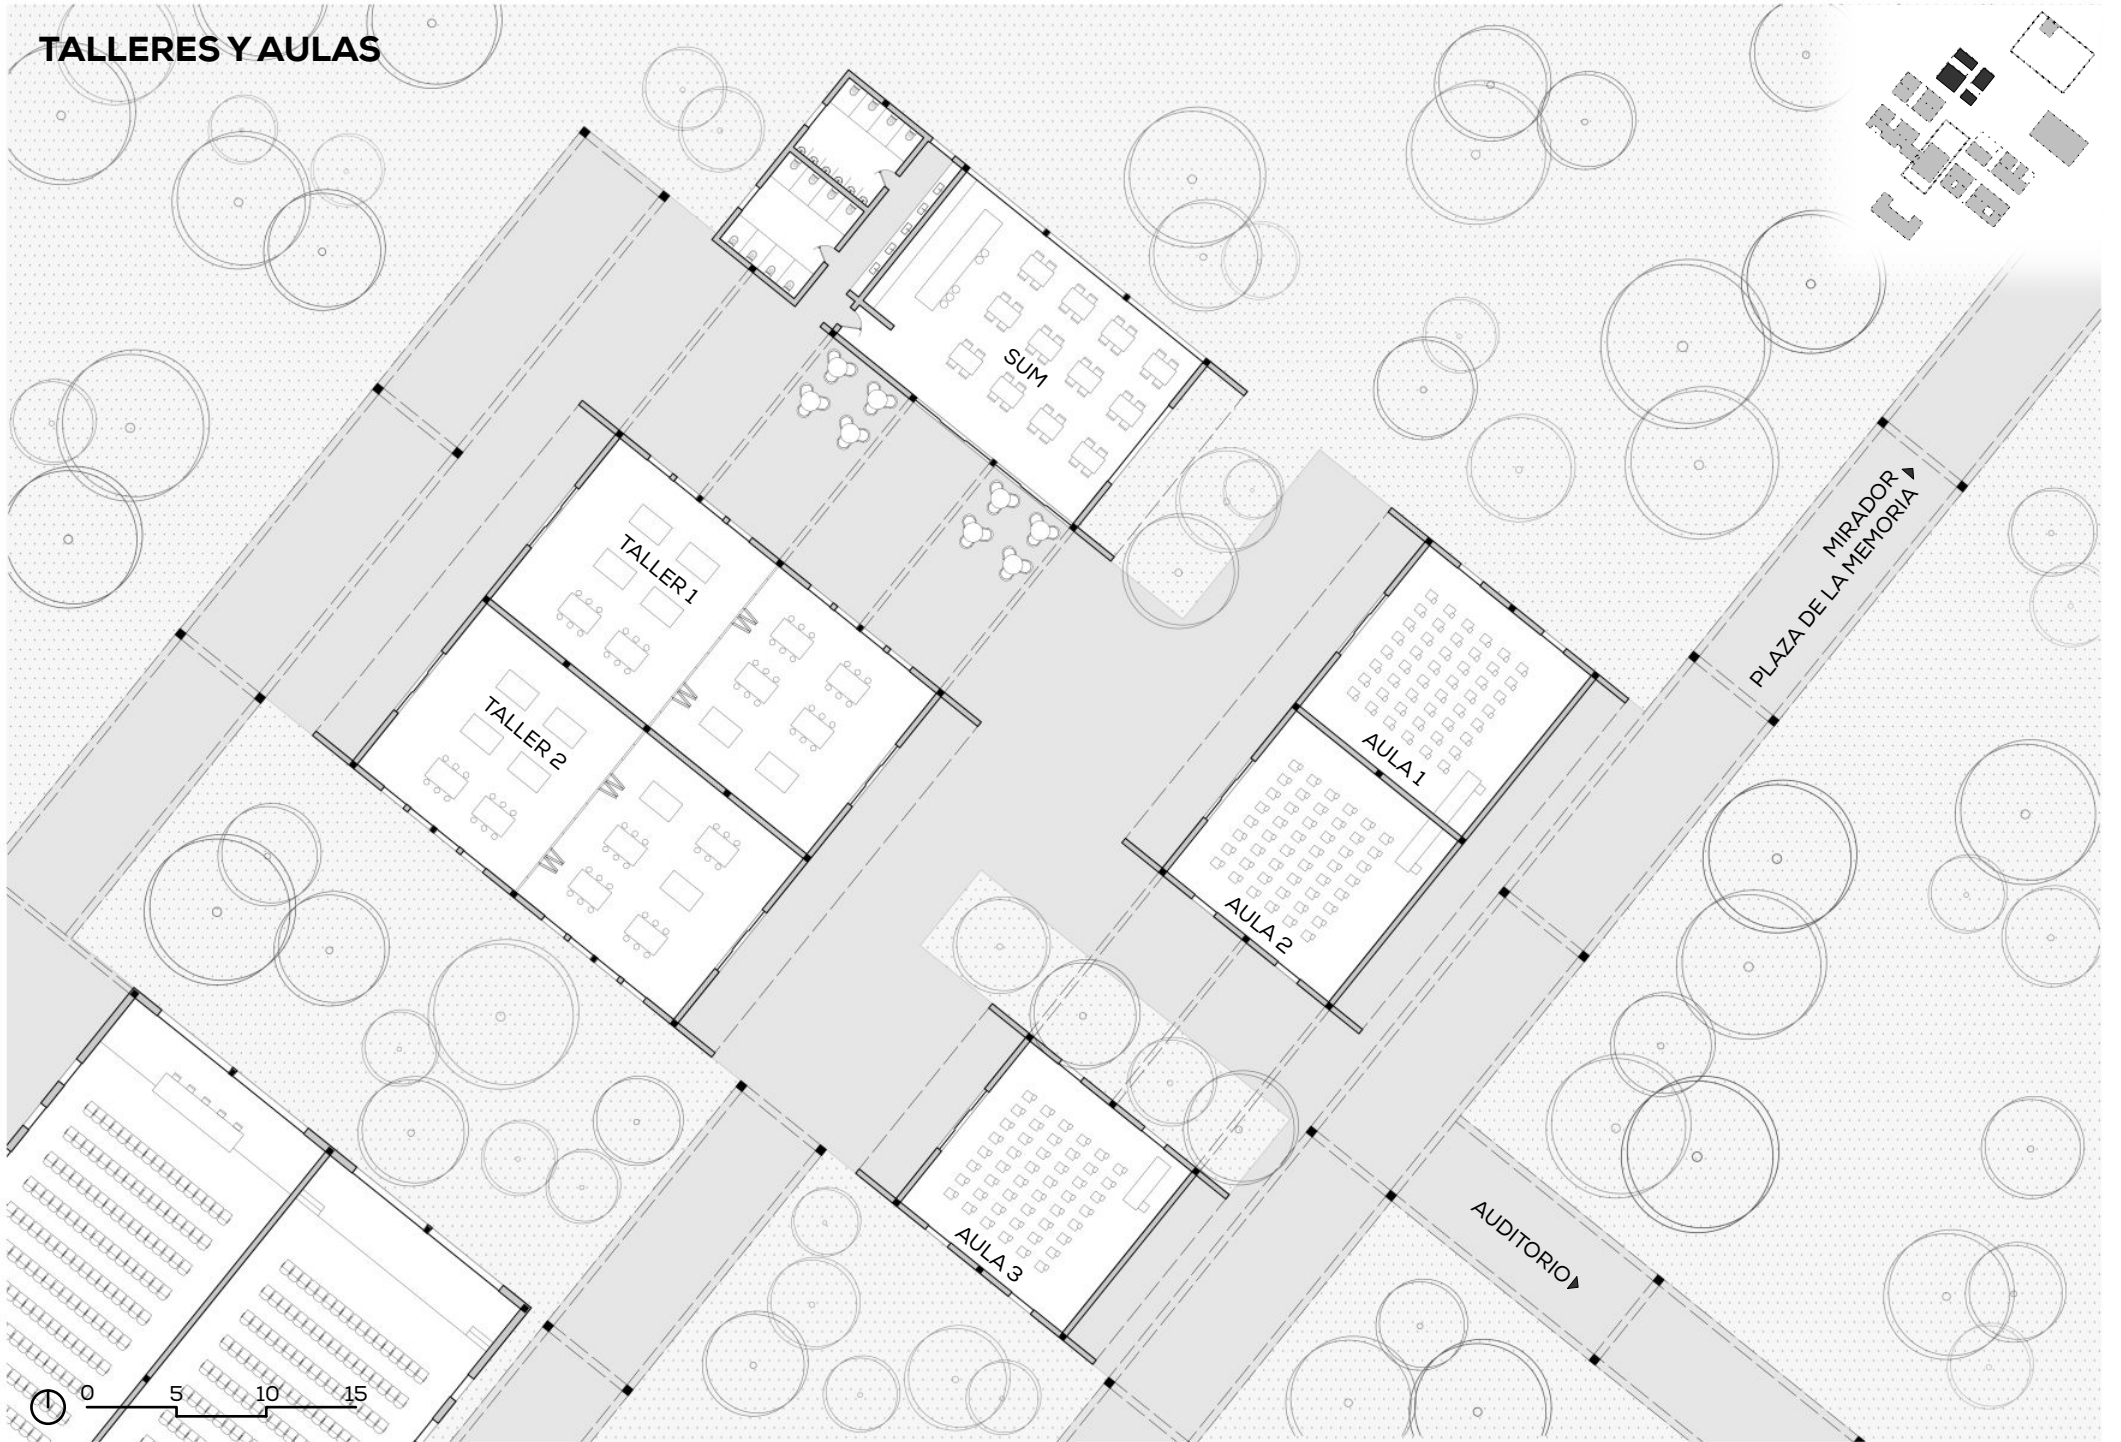 TALLERES Y AULAS
SUM
TALLER 1
TALLER 2
MIRADOR
PLAZA DE LA MEMORIA
AULA 1
AULA 2
AULA 3
AUDITORIO
0 5 10 15